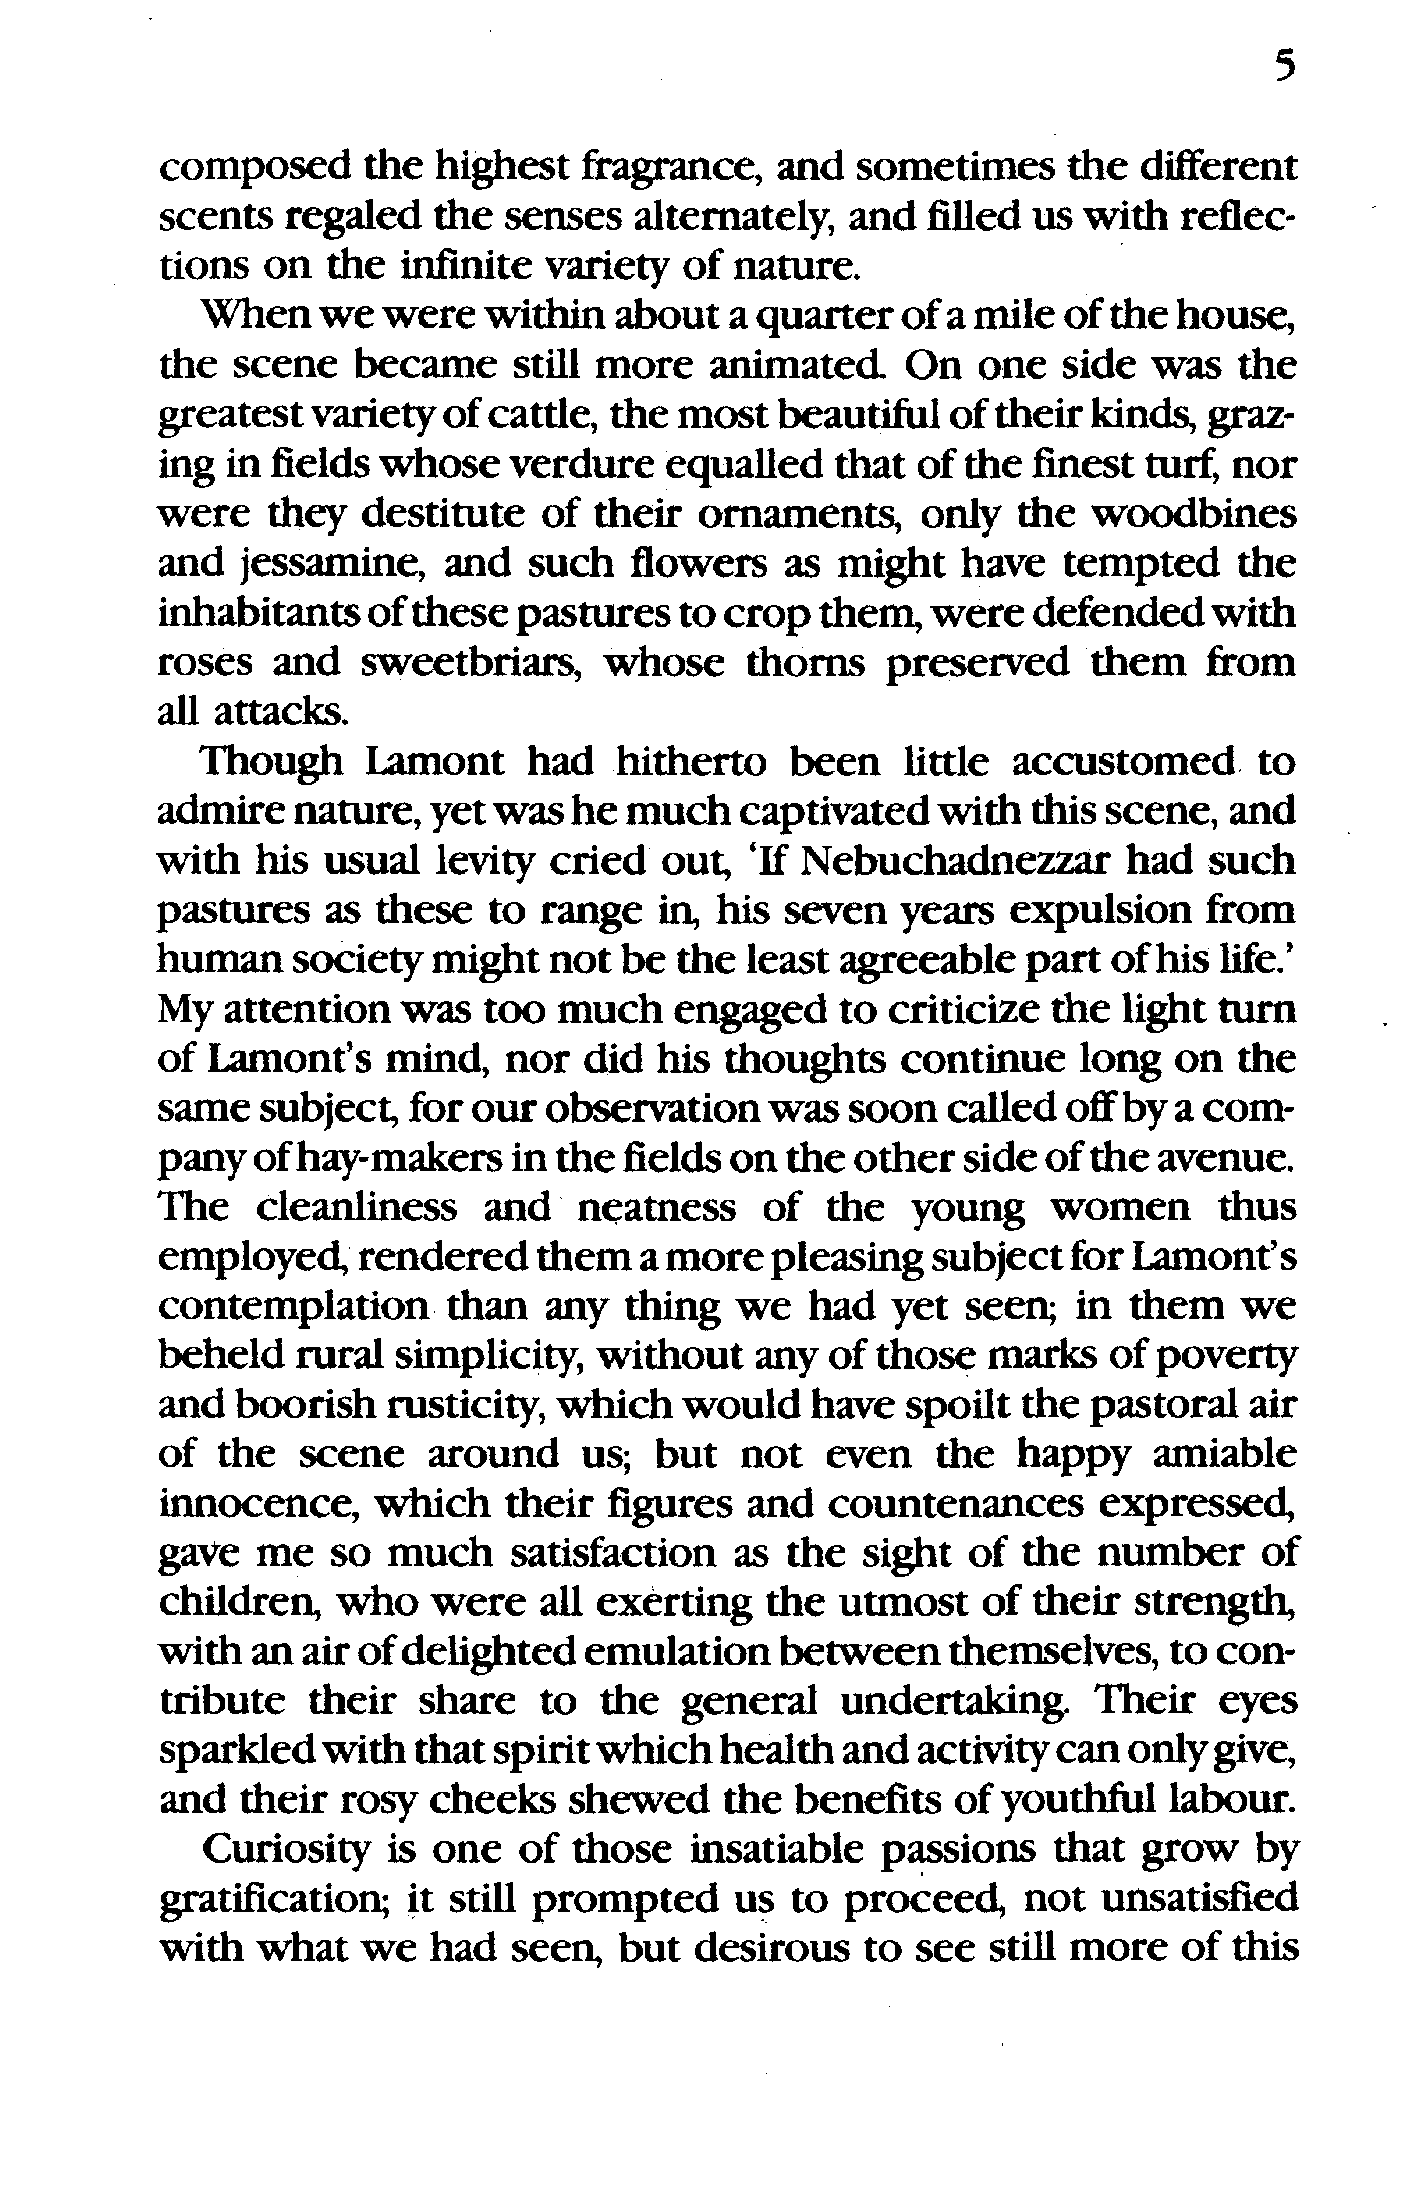 5
composed the highest fragrance, and sometimes the different
scents regaled the senses alternately, and filled us with reflec-
tions on the infinite variety of nature.
When we were within about a quarter of a mile of the house,
the scene became still more animated. On one side was the
greatest variety of cattle, the most beautiful of their kinds, graz-
ing in fields whose verdure equalled that of the finest turf, nor
were they destitute of their ornaments, only the woodbines
and jessamine, and such flowers as might have tempted the
inhabitants of these pastures to crop them, were defended with
roses and sweetbriars, whose thorns preserved them from
all attacks.
Though Lamont had hitherto been little accustomed to
admire nature, yet was he much captivated with this scene, and
with his usual levity cried out, ‘If Nebuchadnezzar had such
pastures as these to range in, his seven years expulsion from
human society might not be the least agreeable part of his life.’
My attention was too much engaged to criticize the light turn
of Lamont’s mind, nor did his thoughts continue long on the
same subject, for our observation was soon called off by a com-
pany of hay-makers in the fields on the other side of the avenue.
The cleanliness and neatness of the young women thus
employed, rendered them a more pleasing subject for Lamont’s
contemplation than any thing we had yet seen; in them we
beheld rural simplicity, without any of those marks of poverty
and boorish rusticity, which would have spoilt the pastoral air
of the scene around us; but not even the happy amiable
innocence, which their figures and countenances expressed,
gave me so much satisfaction as the sight of the number of
children, who were all exerting the utmost of their strength,
with an air of delighted emulation between themselves, to con-
tribute their share to the general undertaking. Their eyes
sparkled with that spirit which health and activity can only give,
and their rosy cheeks shewed the benefits of youthful labour.
Curiosity is one of those insatiable passions that grow by
gratification; it still prompted us to proceed, not unsatisfied
with what we had seen, but desirous to see still more of this